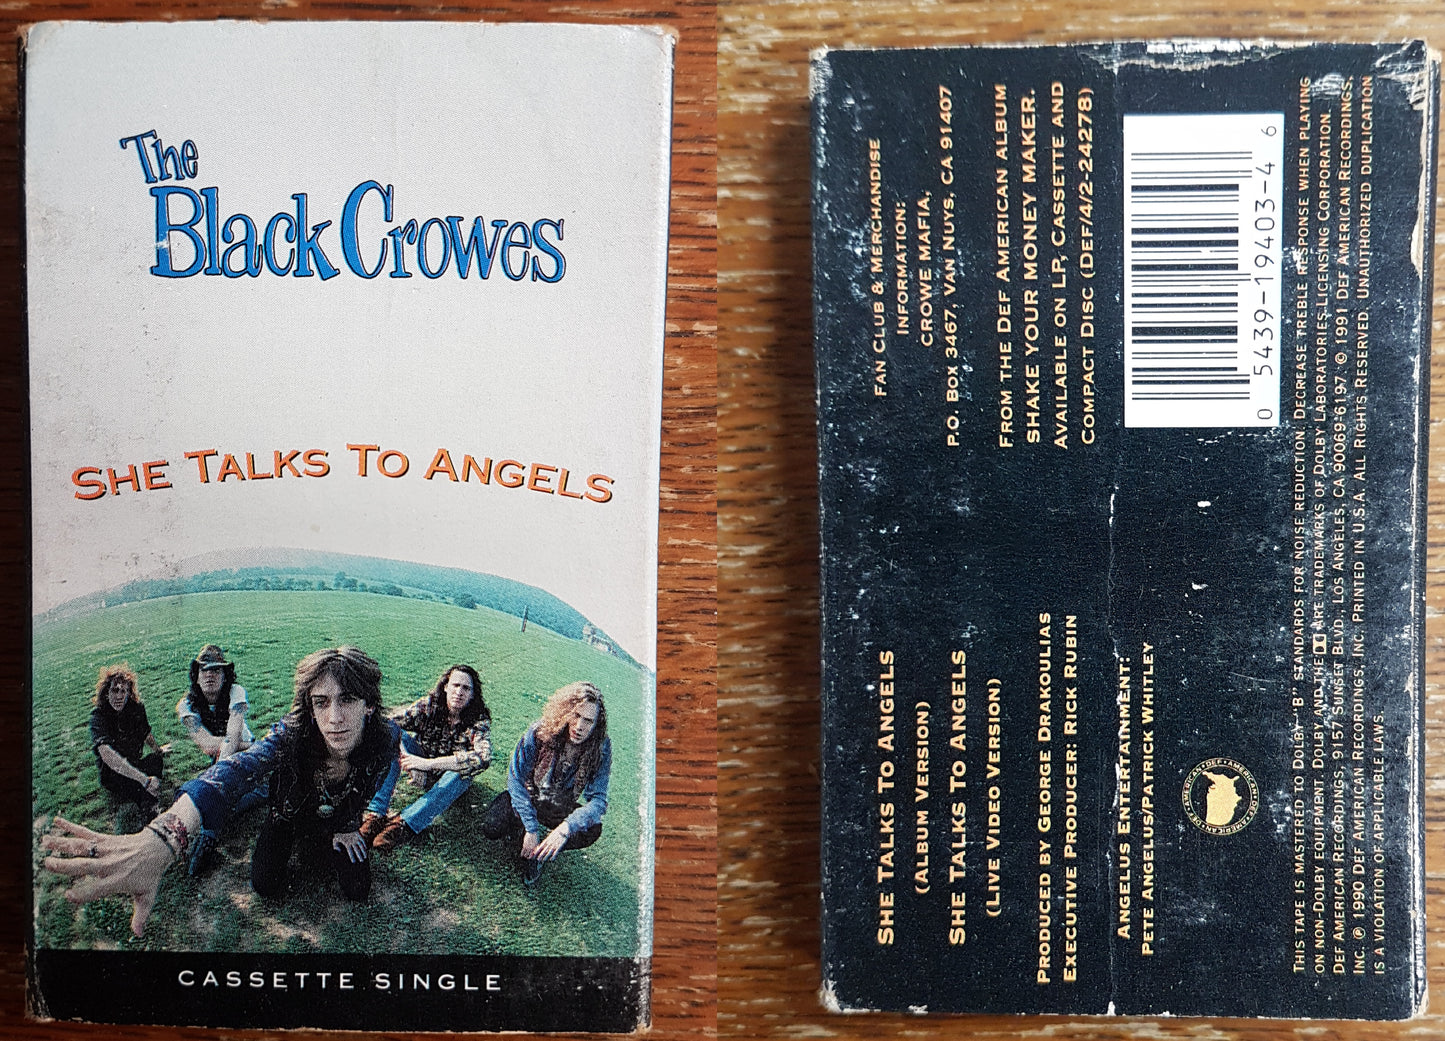 The
Black Crowes
SHE TALKS TO ANGELS
CASSETTE SINGLE
SHE TALKS TO ANGELS
(ALBUM VERSION)
SHE TALKS TO ANGELS
(LIVE VIDEO VERSION)
PRODUCED BY GEORGE DRAKOULIAS
EXECUTIVE PRODUCER: RICK RUBIN
ANGELUS ENTERTAINMENT:
PETE ANGELUS/PATRICK WHITLEY
FAN CLUB & MERCHANDISE
INFORMATION:
CROWE MAFIA,
P.O. BOX 3467, VAN NUYS, CA 91407
FROM THE DEF AMERICAN ALBUM
SHAKE YOUR MONEY MAKER.
AVAILABLE ON LP, CASSETTE AND
COMPACT DISC (DEF/4/2-24278)
0 5439-19403-4 6
DEF • AMERICAN • DEF • AMERICAN • DEF • AMERICAN
THIS TAPE IS MASTERED TO DOLBY "B" STANDARDS FOR NOISE REDUCTION. DECREASE TREBLE RESPONSE WHEN PLAYING
ON NON-DOLBY EQUIPMENT. DOLBY AND THE ARE TRADEMARKS OF DOLBY LABORATORIES LICENSING CORPORATION.
DEF AMERICAN RECORDINGS, 9157 SUNSET BLVD., LOS ANGELES, CA 90069-6197. © 1991 DEF AMERICAN RECORDINGS,
INC. ℗ 1990 DEF AMERICAN RECORDINGS, INC. PRINTED IN U.S.A. ALL RIGHTS RESERVED. UNAUTHORIZED DUPLICATION
IS A VIOLATION OF APPLICABLE LAWS.